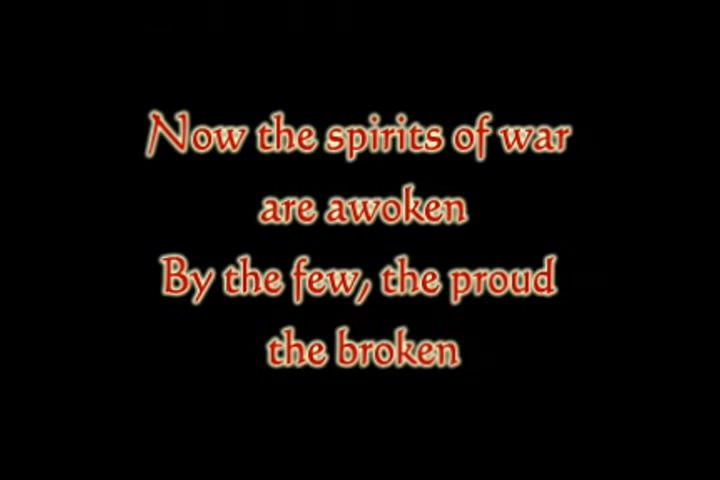 Now the spirits of war
are awoken
By the few, the proud
the broken